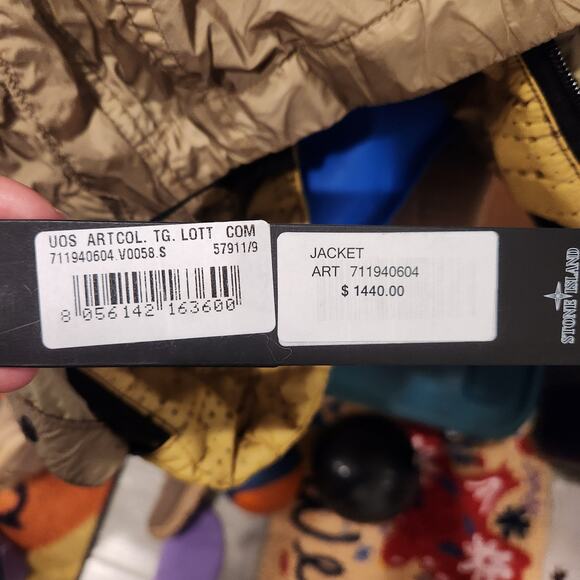 UOS ARTCOL. TG. LOTT COM
711940604.V0058.S 57911/9
8 056142 163600
JACKET
ART 711940604
$ 1440.00
STONE ISLAND